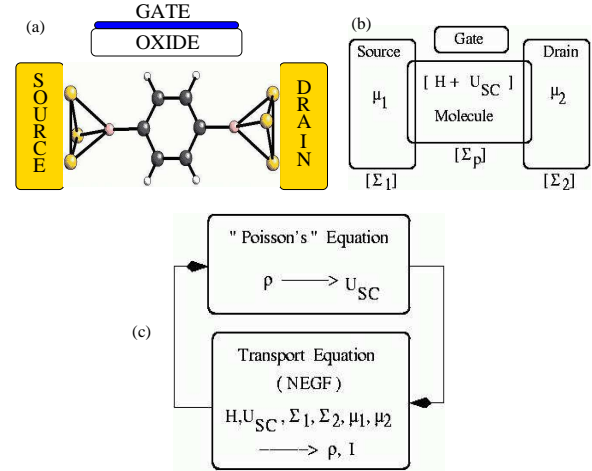 (a)
GATE
OXIDE
SOURCE
DRAIN
(b)
Gate
Source
Drain
μ1
[ H + USC ]
μ2
Molecule
[Σp]
[Σ1]
[Σ2]
(c)
"Poisson's" Equation
ρ ——> USC
Transport Equation
(NEGF)
H,USC,Σ1,Σ2,μ1,μ2
----> ρ, I